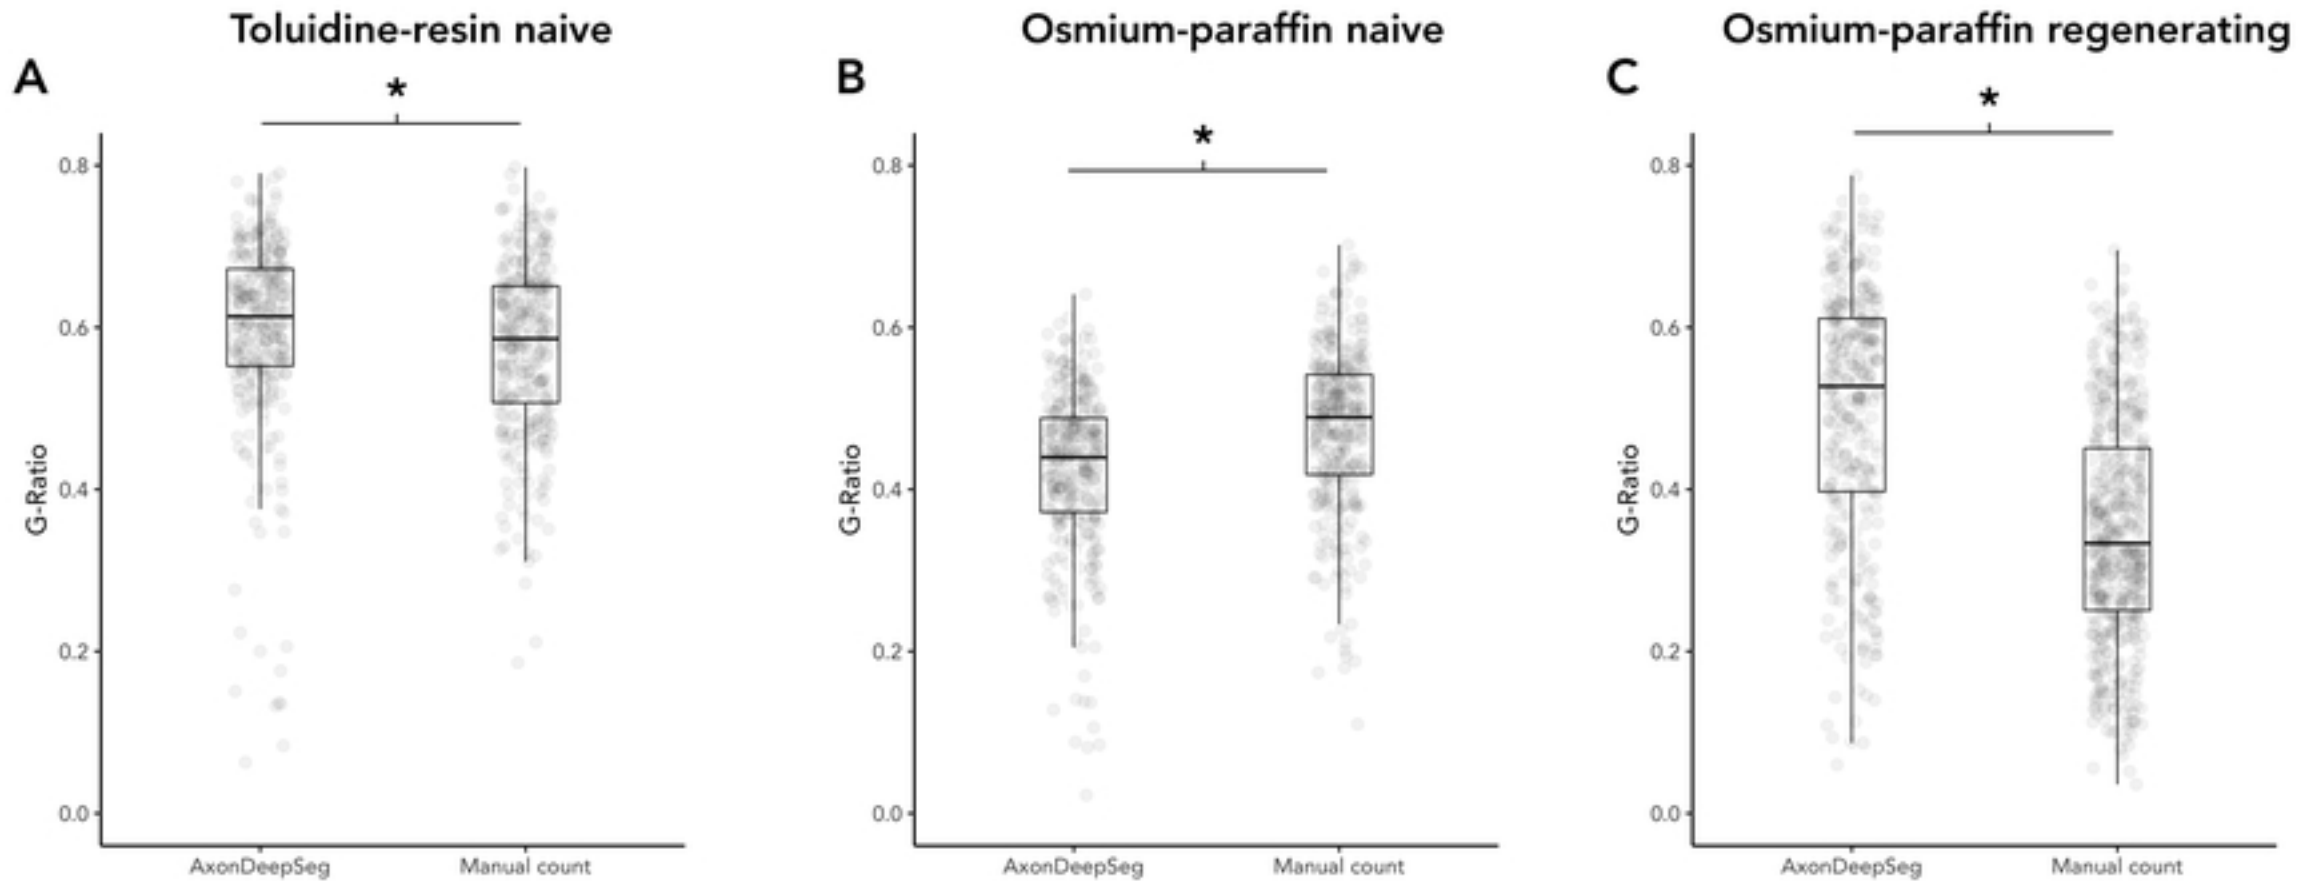 Toluidine-resin naive
Osmium-paraffin naive
Osmium-paraffin regenerating
A
*
G-Ratio
0.8
0.6
0.4
0.2
0.0
AxonDeepSeg
Manual count
B
*
G-Ratio
0.8
0.6
0.4
0.2
0.0
AxonDeepSeg
Manual count
C
*
G-Ratio
0.8
0.6
0.4
0.2
0.0
AxonDeepSeg
Manual count